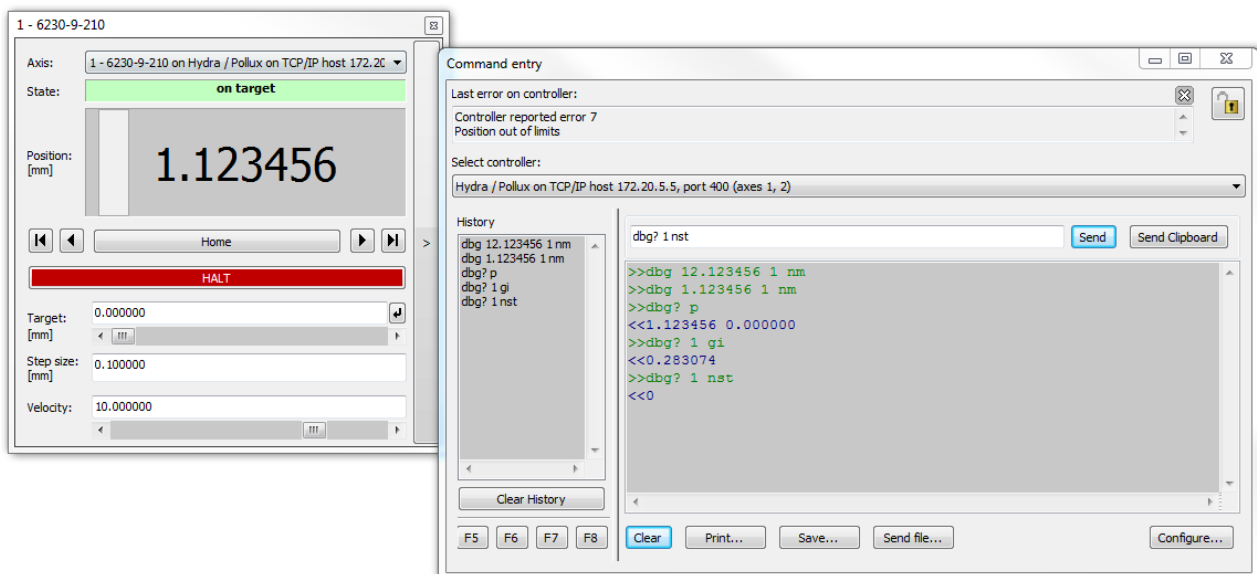 1 - 6230-9-210
Axis:
1 - 6230-9-210 on Hydra / Pollux on TCP/IP host 172.20
State:
on target
Position:
[mm]
1.123456
Home
>
HALT
Target:
[mm]
0.000000
Step size:
[mm]
0.100000
Velocity:
10.000000
Command entry
Last error on controller:
Controller reported error 7
Position out of limits
Select controller:
Hydra / Pollux on TCP/IP host 172.20.5.5, port 400 (axes 1, 2)
History
dbg 12.123456 1 nm
dbg 1.123456 1 nm
dbg? p
dbg? 1 gi
dbg? 1 nst
Clear History
F5 F6 F7 F8
dbg? 1 nst
Send
Send Clipboard
>>dbg 12.123456 1 nm
>>dbg 1.123456 1 nm
>>dbg? p
<<1.123456 0.000000
>>dbg? 1 gi
<<0.283074
>>dbg? 1 nst
<<0
Clear
Print...
Save...
Send file...
Configure...